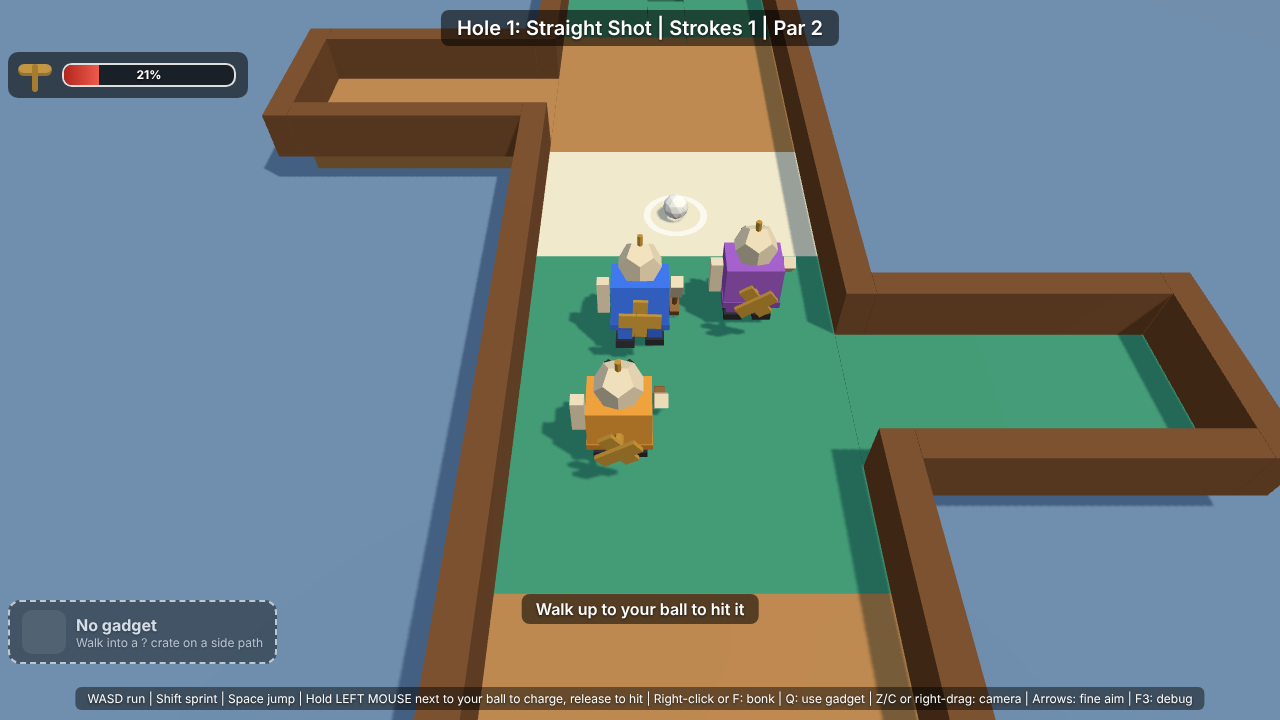 Hole 1: Straight Shot | Strokes 1 | Par 2
21%
Walk up to your ball to hit it
No gadget
Walk into a ? crate on a side path
WASD run | Shift sprint | Space jump | Hold LEFT MOUSE next to your ball to charge, release to hit | Right-click or F: bonk | Q: use gadget | Z/C or right-drag: camera | Arrows: fine aim | F3: debug